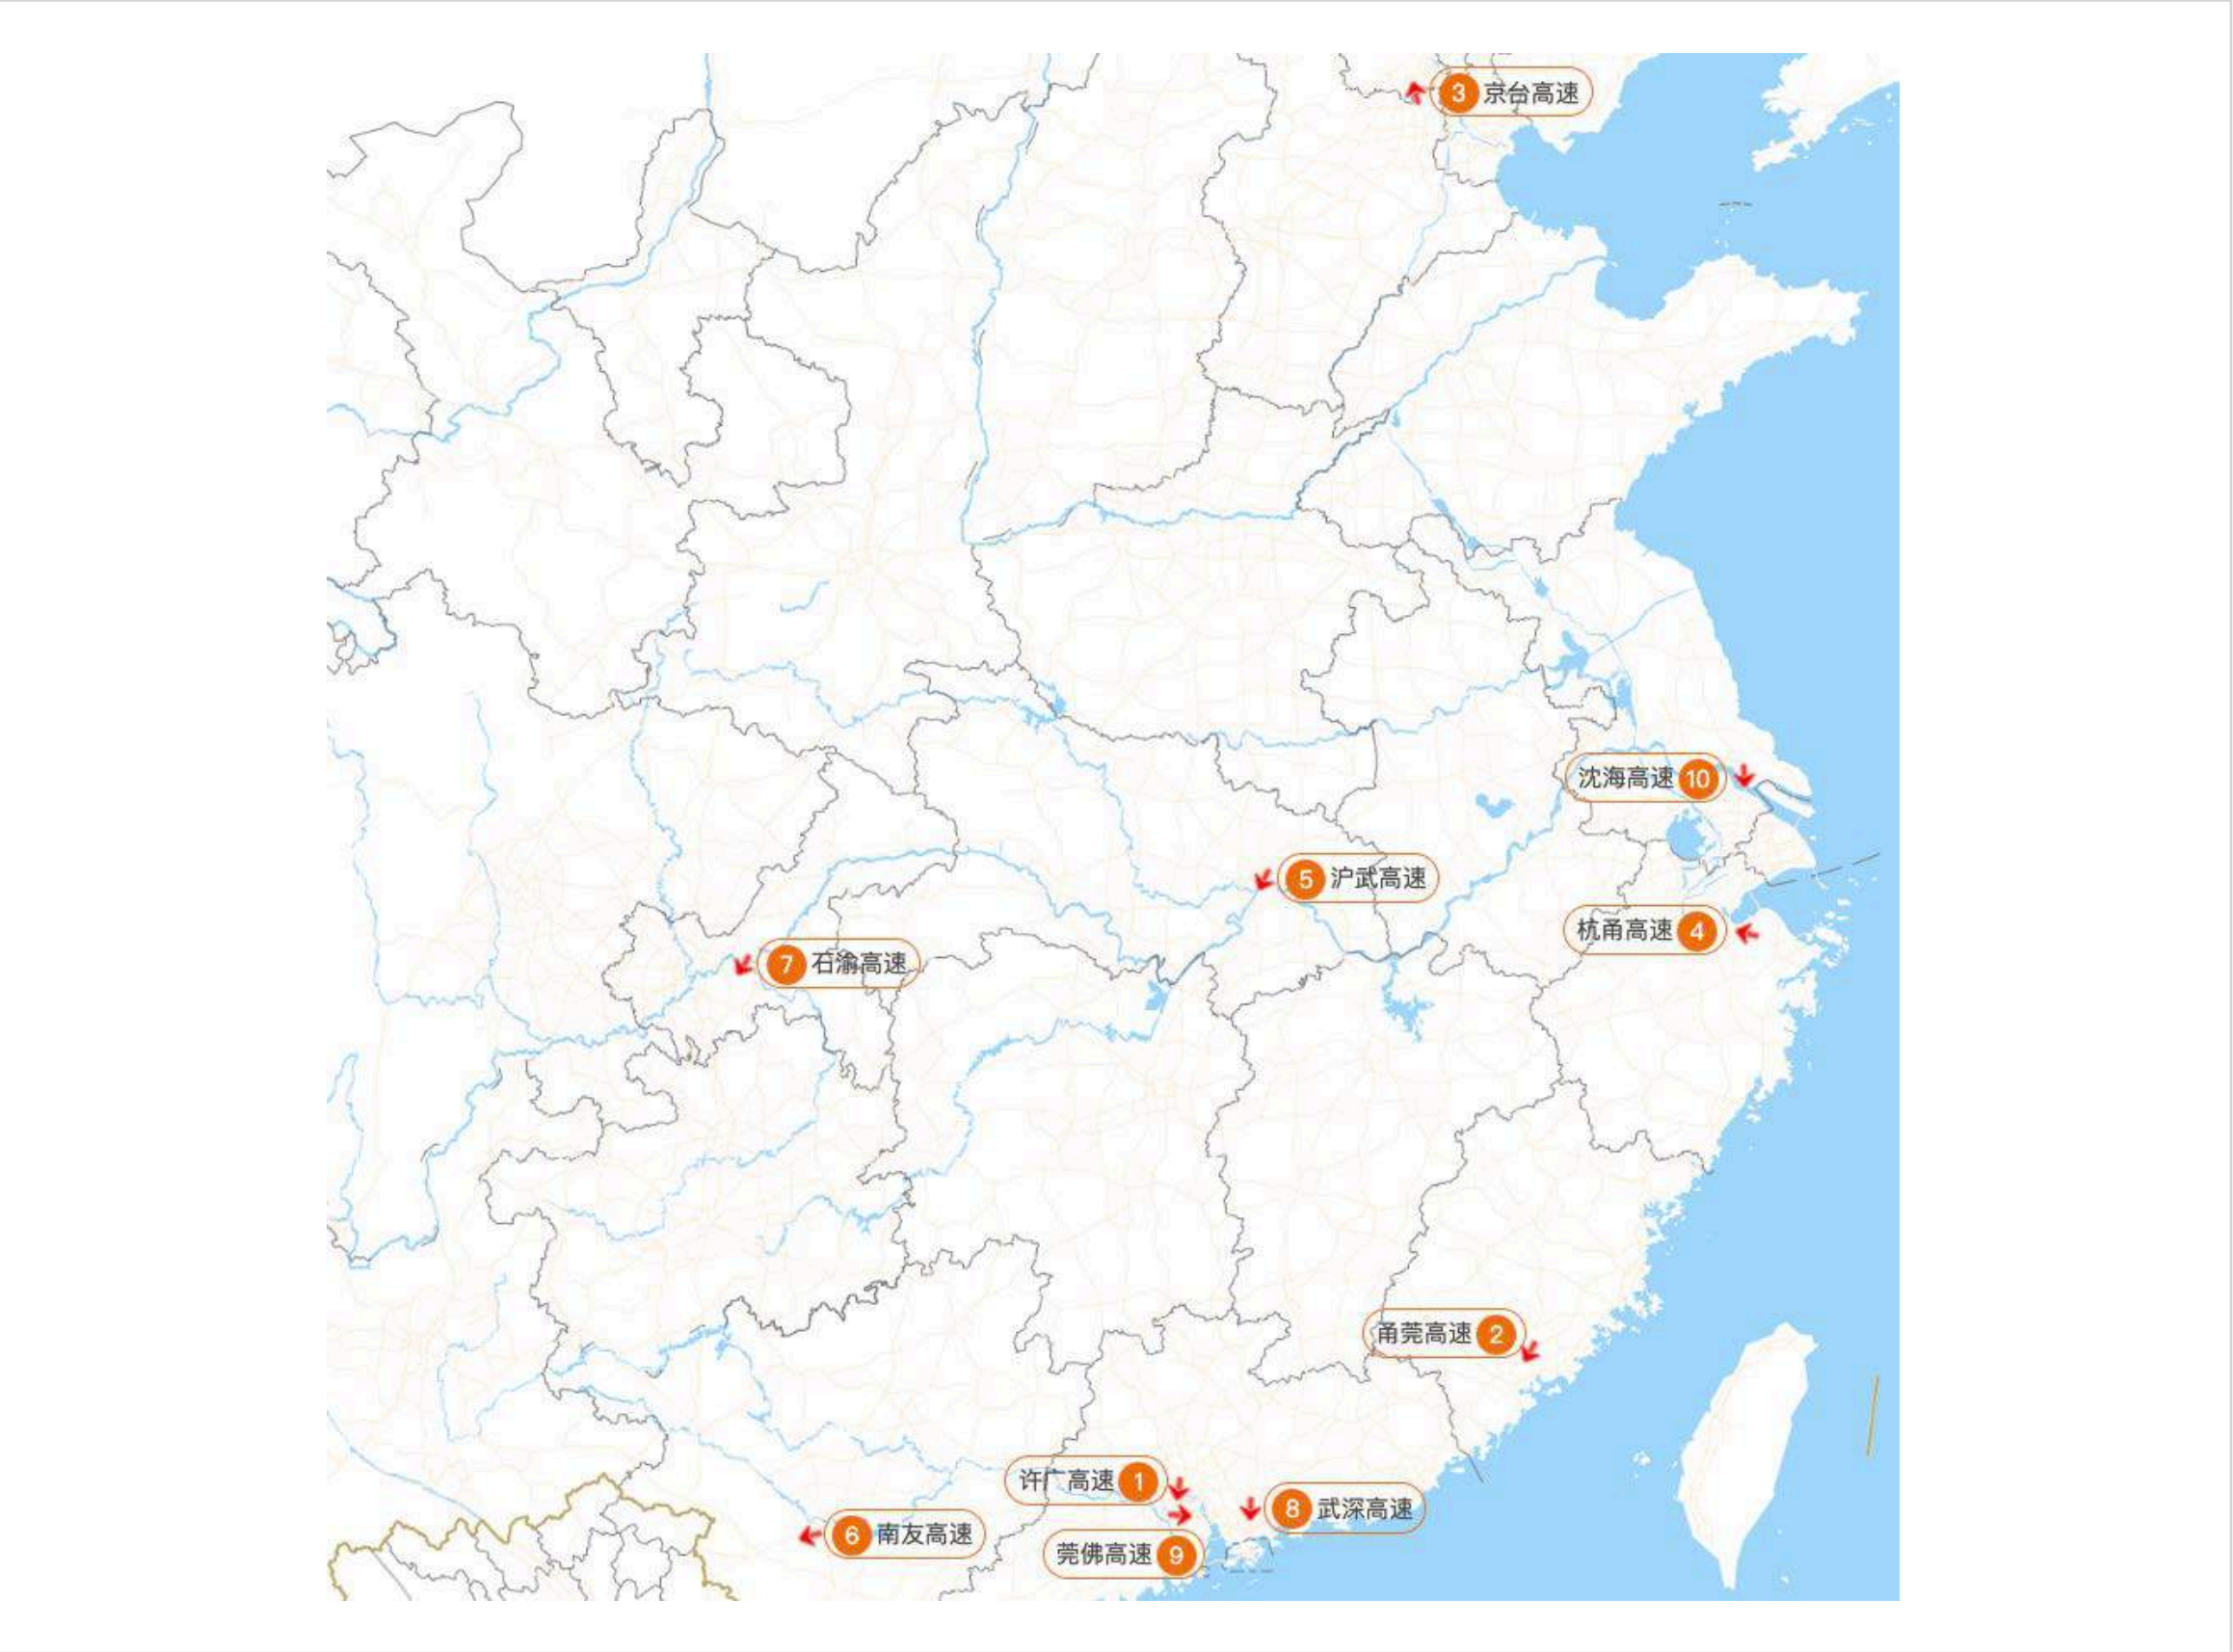 3 京台高速
沈海高速 10
5 沪武高速
杭甬高速 4
7 石渝高速
甬莞高速 2
许广高速 1
8 武深高速
6 南友高速
莞佛高速 9